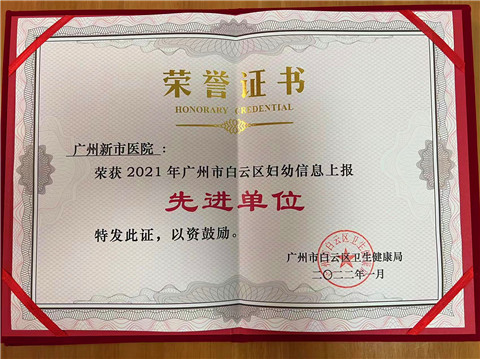 荣誉证书
HONORARY CREDENTIAL
广州新市医院：
荣获2021年广州市白云区妇幼信息上报
先进单位
特发此证，以资鼓励。
广州市白云区卫生健康局
二〇二二年一月